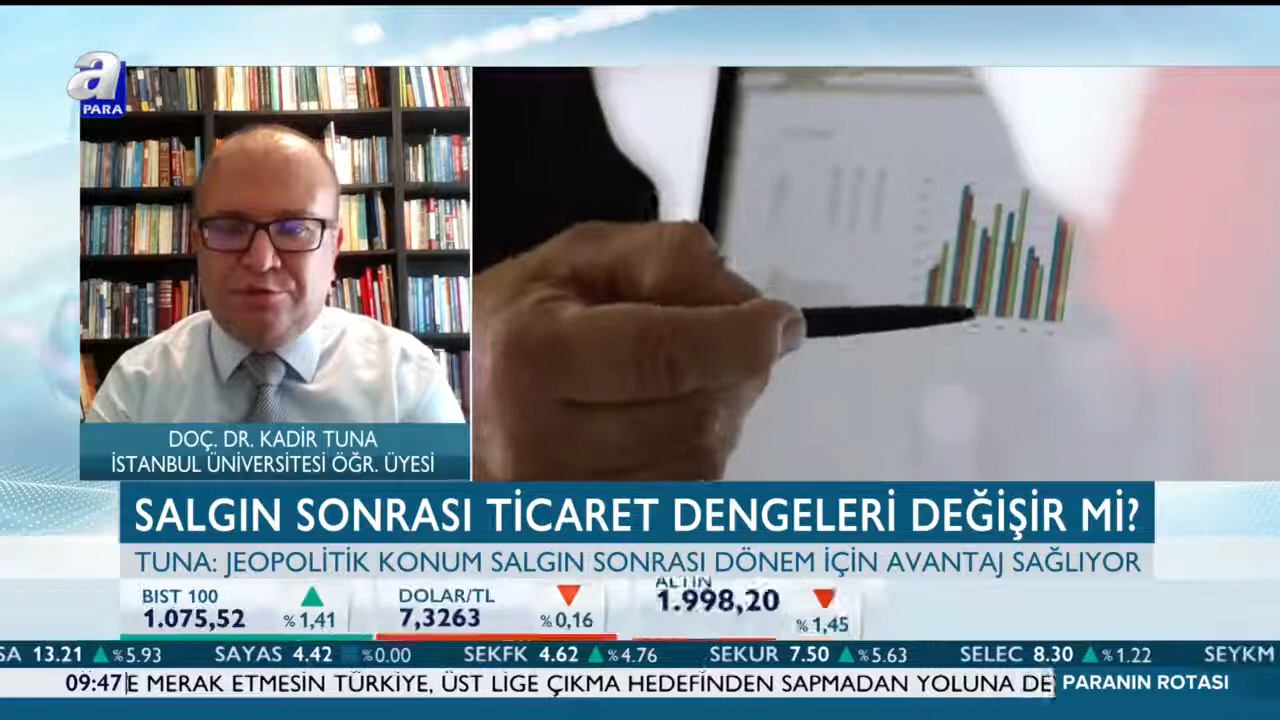 a
PARA
DOÇ. DR. KADİR TUNA
İSTANBUL ÜNİVERSİTESİ ÖĞR. ÜYESİ
SALGIN SONRASI TİCARET DENGELERİ DEĞİŞİR Mİ?
TUNA: JEOPOLİTİK KONUM SALGIN SONRASI DÖNEM İÇİN AVANTAJ SAĞLIYOR
BIST 100
1.075,52 % 1,41
DOLAR/TL
7,3263 % 0,16
ALTIN
1.998,20 % 1,45
SA 13.21 %5.93 SAYAS 4.42 %0.00 SEKFK 4.62 %4.76 SEKUR 7.50 %5.63 SELEC 8.30 %1.22 SEYKM
09:47 E MERAK ETMESİN TÜRKİYE, ÜST LİGE ÇIKMA HEDEFİNDEN SAPMADAN YOLUNA DE PARANIN ROTASI